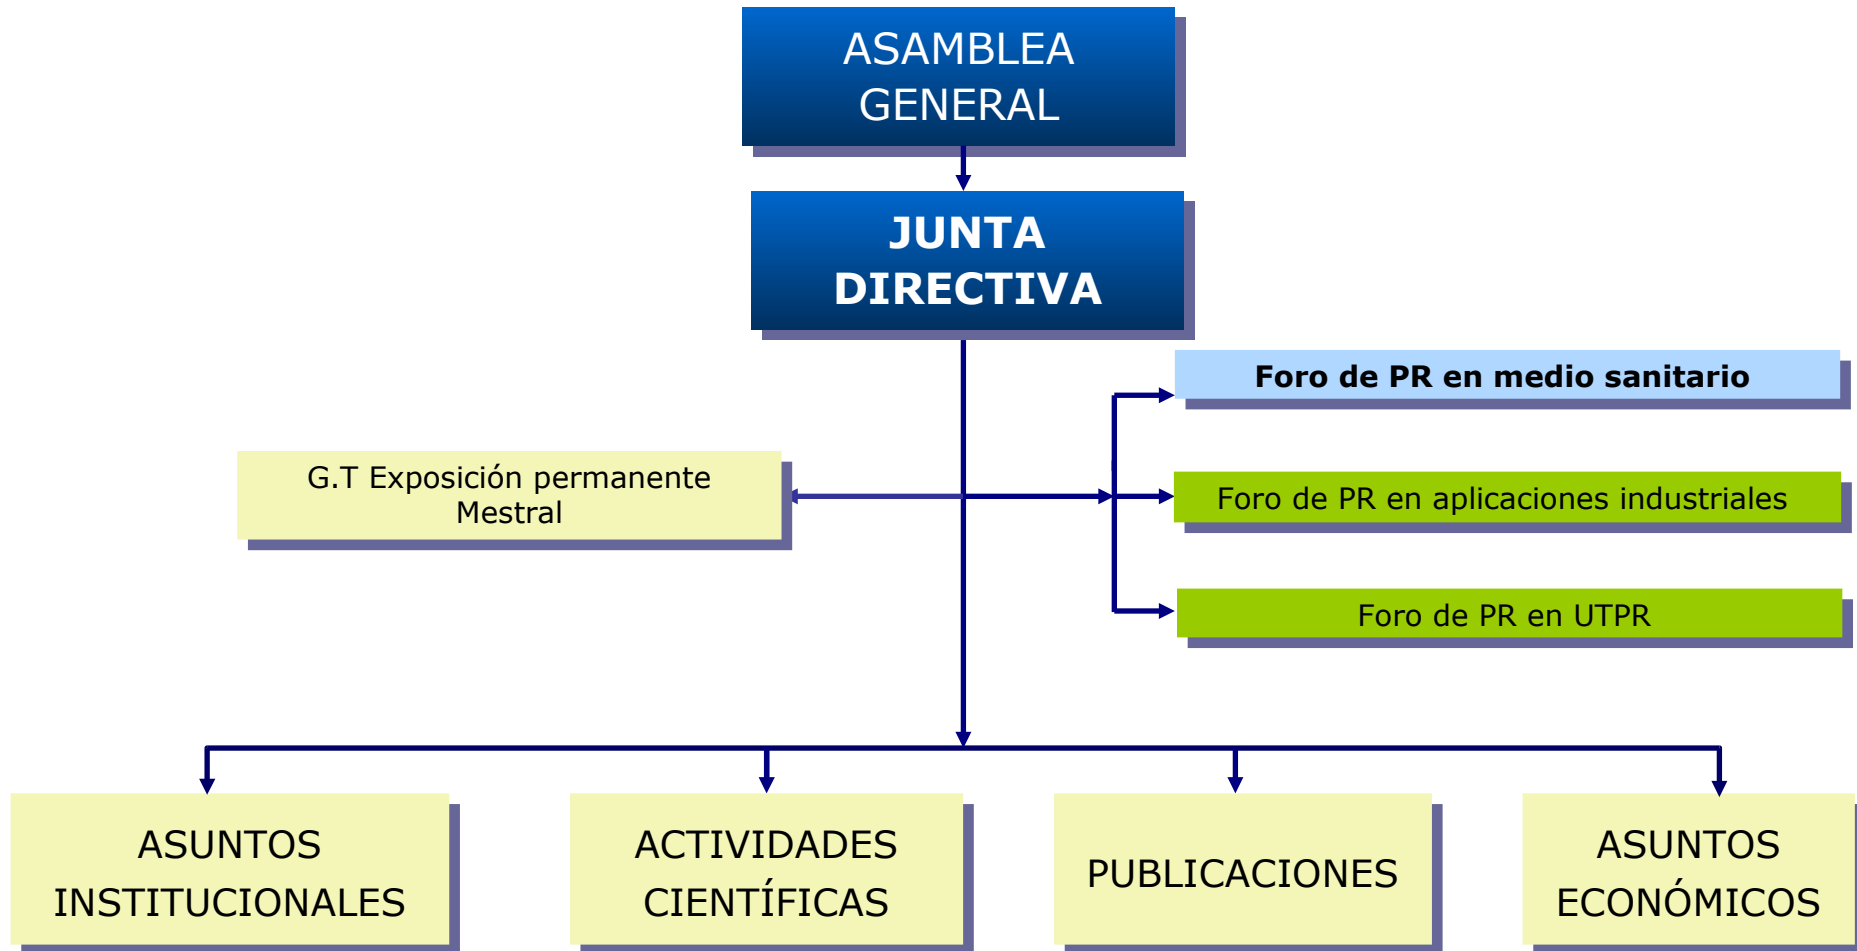 ASAMBLEA
GENERAL
JUNTA
DIRECTIVA
Foro de PR en medio sanitario
G.T Exposición permanente
Mestral
Foro de PR en aplicaciones industriales
Foro de PR en UTPR
ASUNTOS
INSTITUCIONALES
ACTIVIDADES
CIENTÍFICAS
PUBLICACIONES
ASUNTOS
ECONÓMICOS